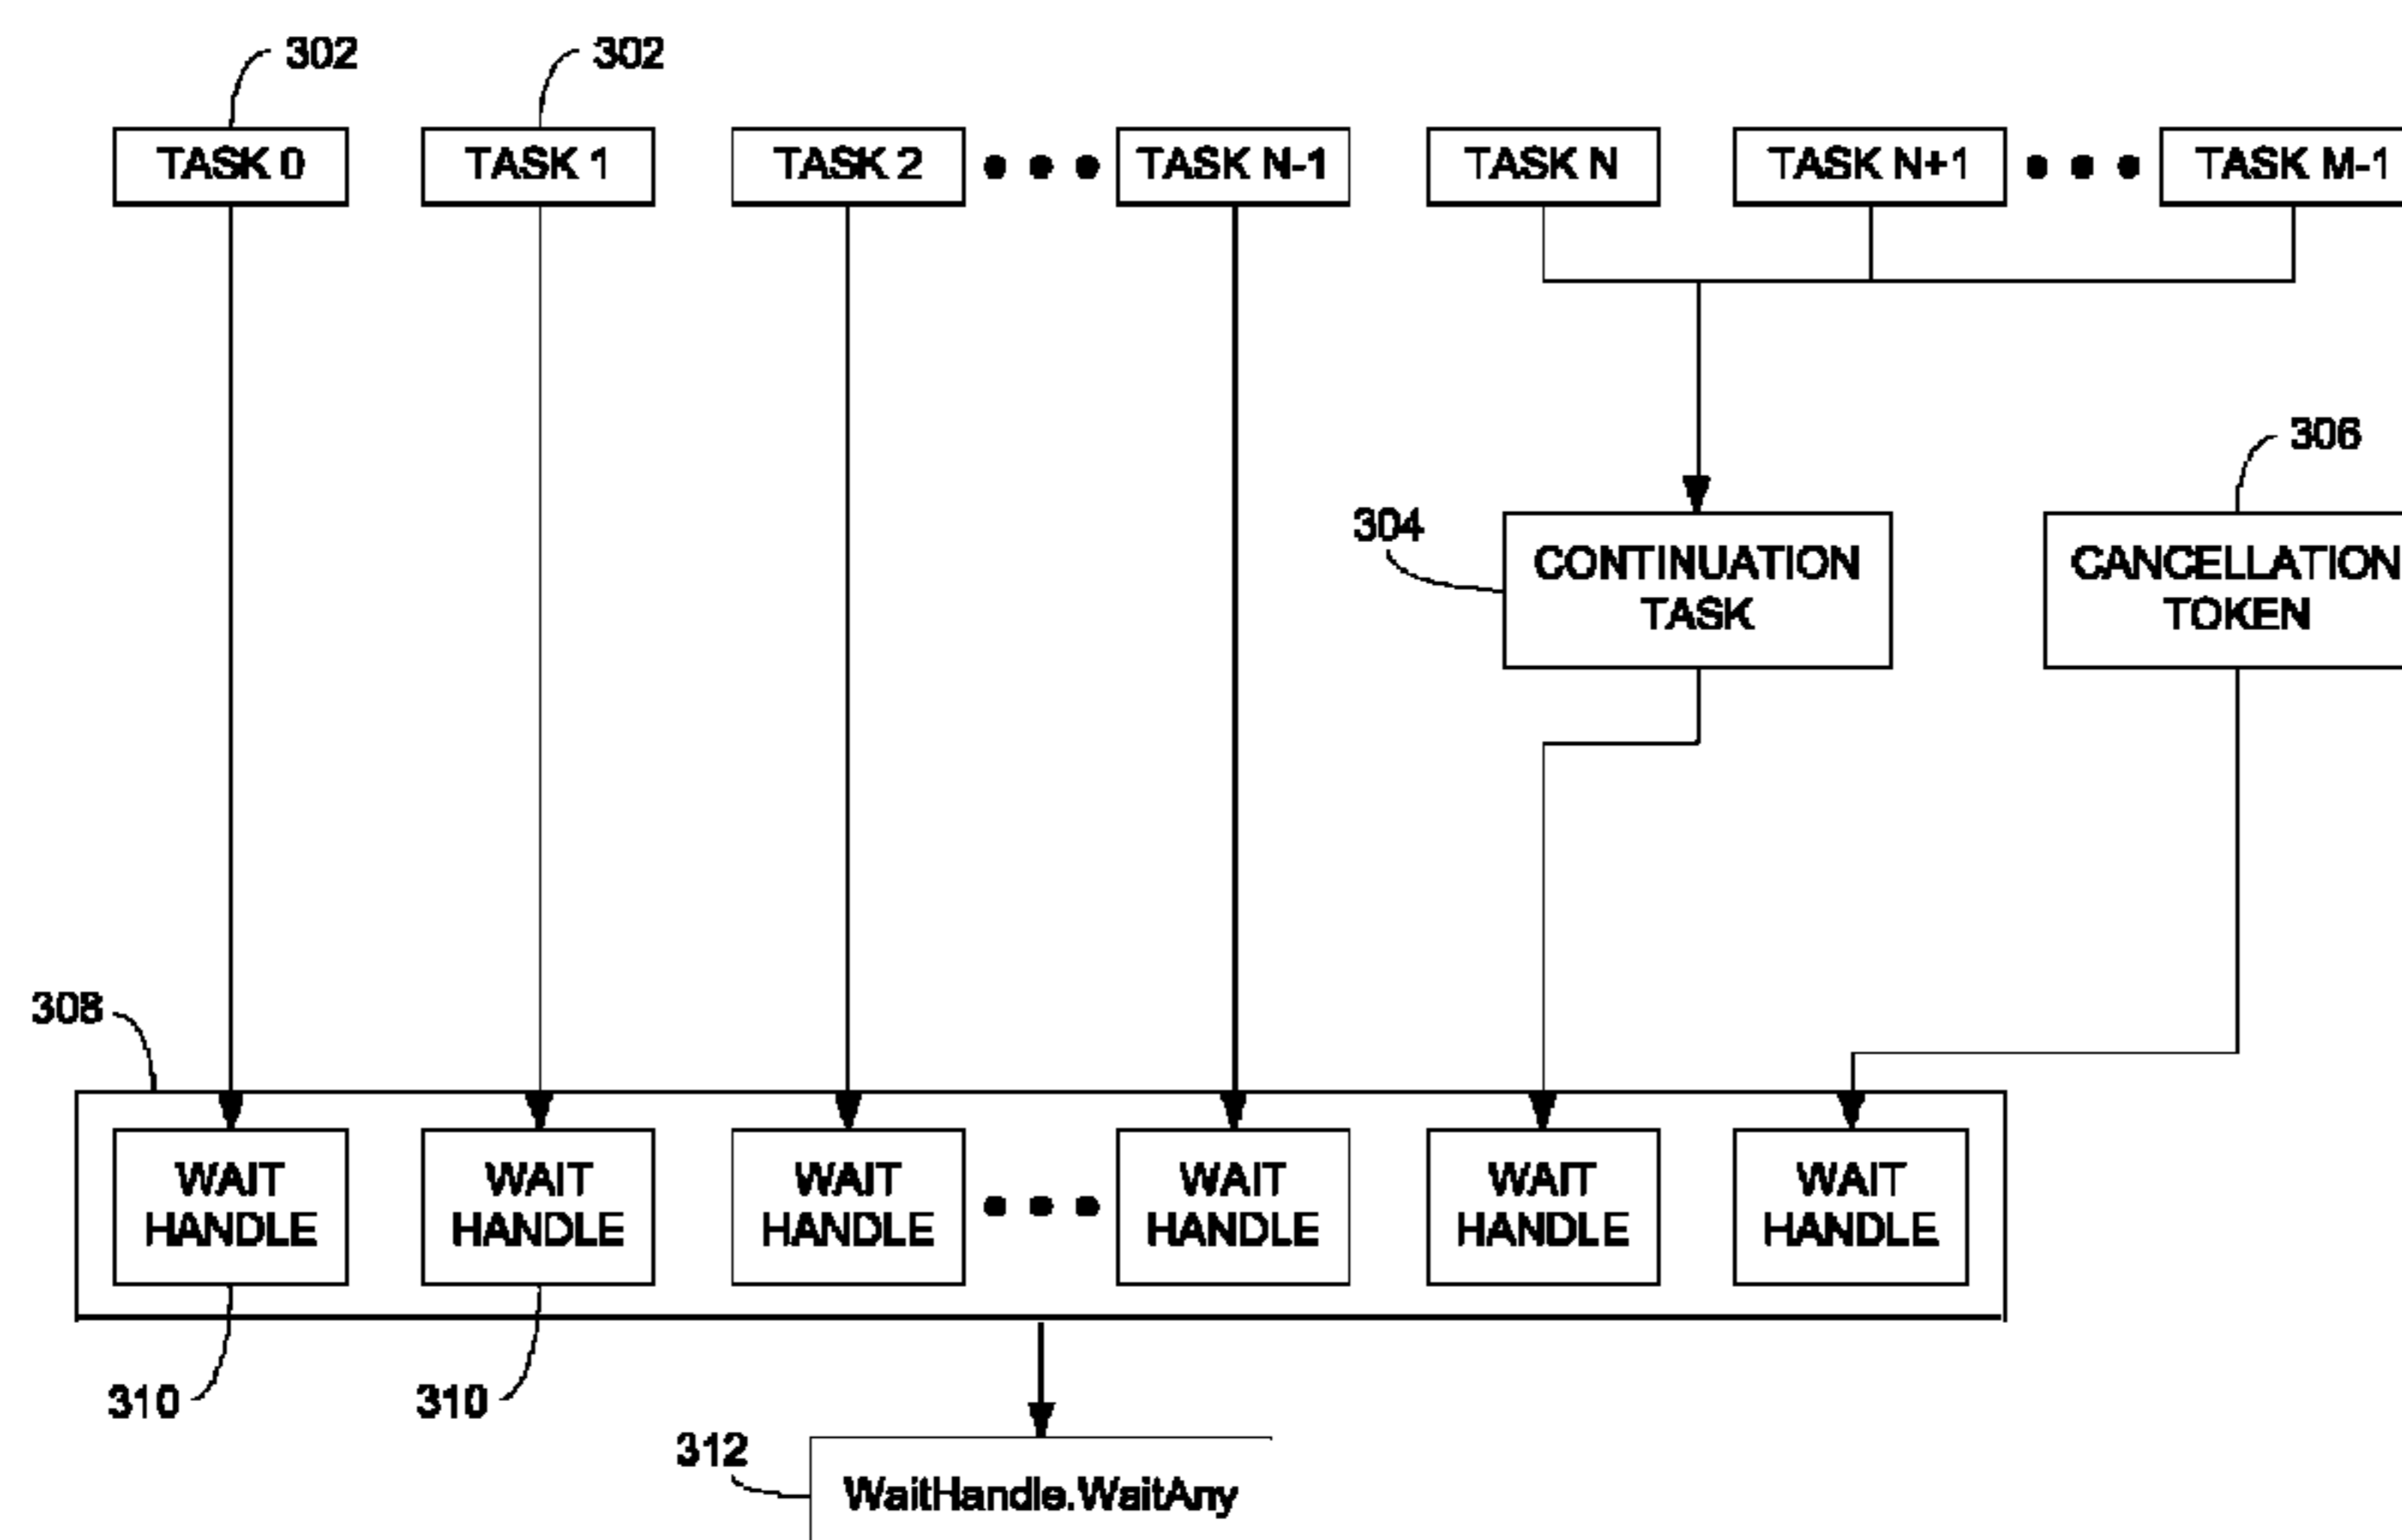 302
302
TASK 0
TASK 1
TASK 2
TASK N-1
TASK N
TASK N+1
TASK M-1
306
304
CONTINUATION
TASK
CANCELLATION
TOKEN
308
WAIT
HANDLE
WAIT
HANDLE
WAIT
HANDLE
WAIT
HANDLE
WAIT
HANDLE
WAIT
HANDLE
310
310
312
WaitHandle.WaitAny